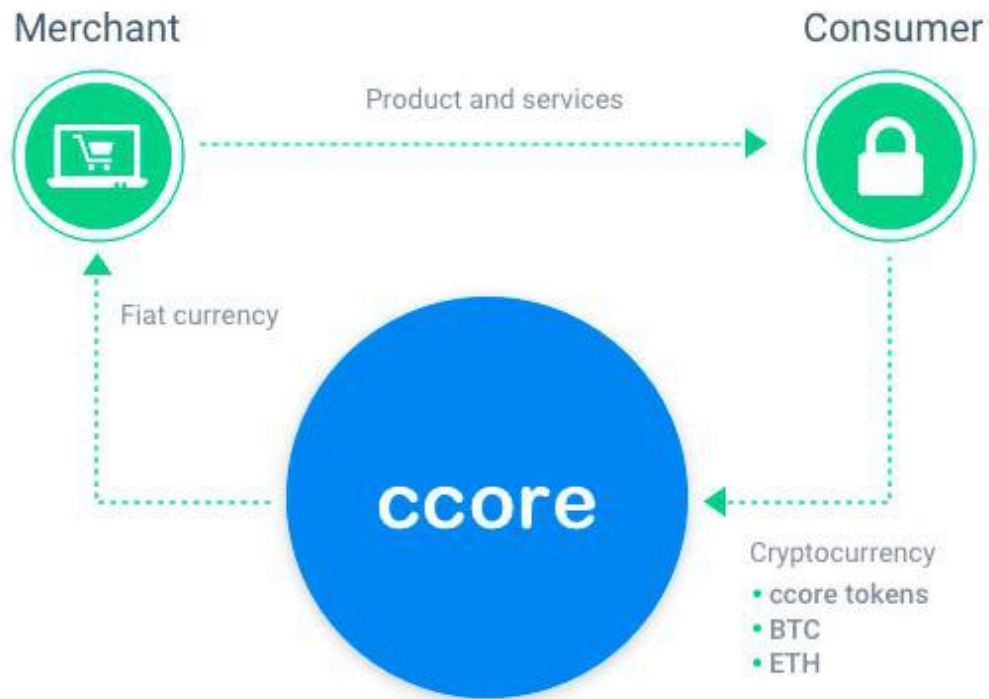 Merchant
Consumer
Product and services
Fiat currency
ccore
Cryptocurrency
• ccore tokens
• BTC
• ETH